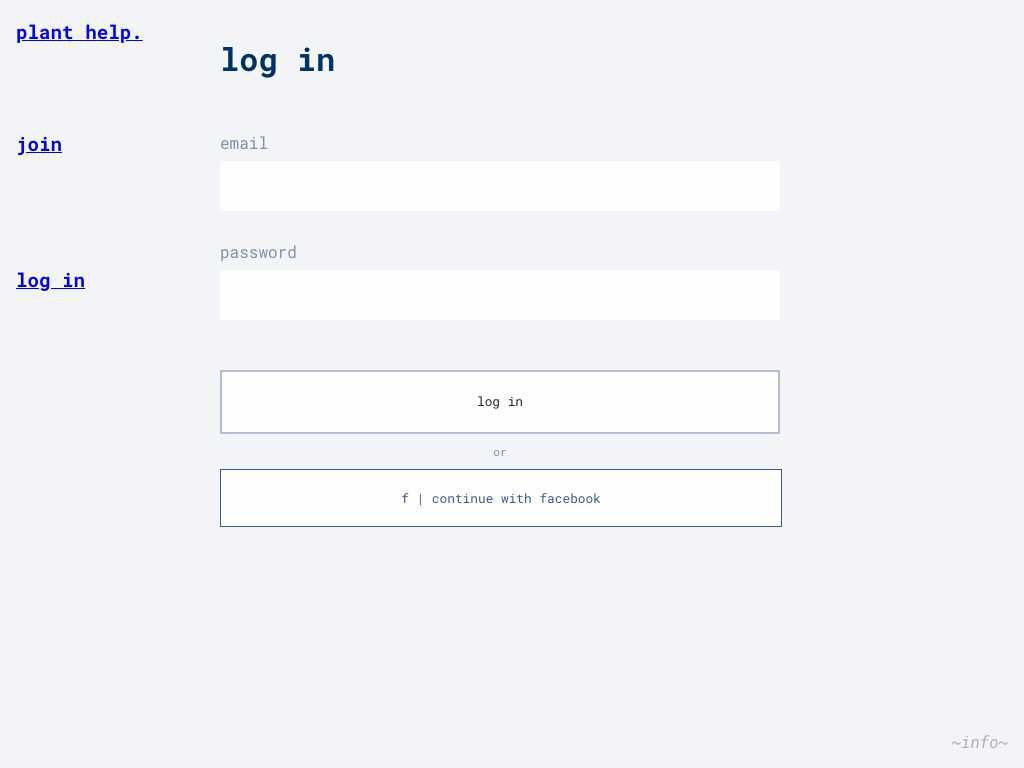 plant help.
log in
join
email
password
log in
log in
or
f | continue with facebook
~info~